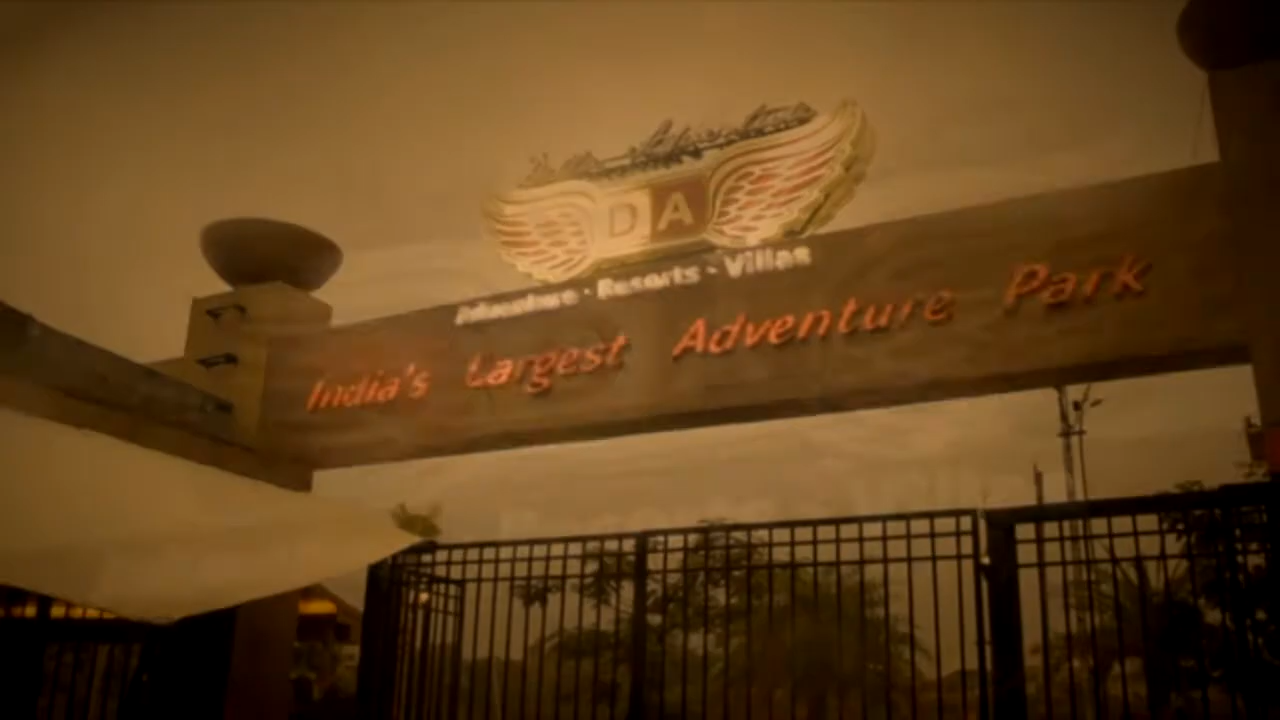 DA
Adventure · Resorts · Villas
India's Largest Adventure Park